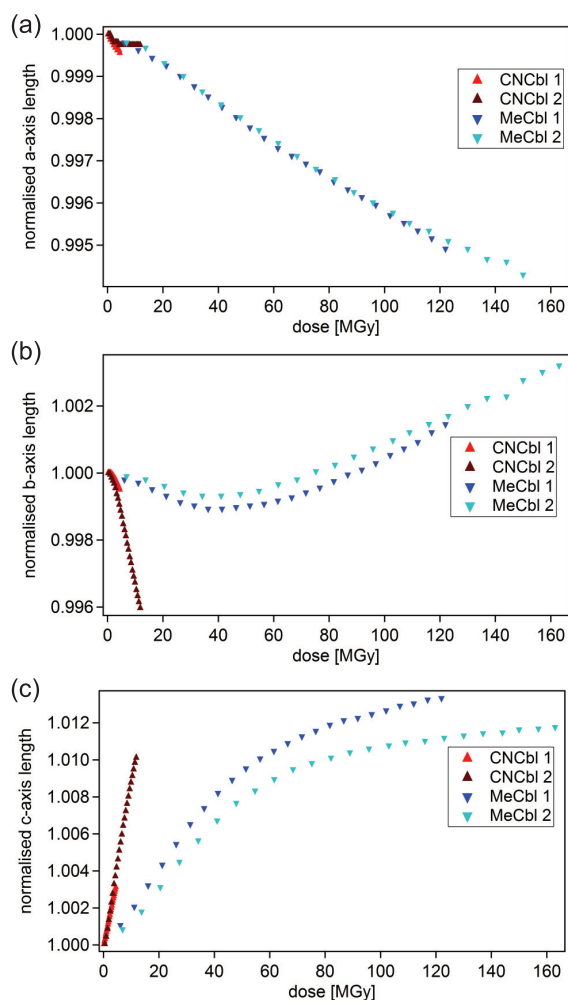 (a)
normalised a-axis length
1.000
0.999
0.998
0.997
0.996
0.995
0 20 40 60 80 100 120 140 160
dose [MGy]
CNCbl 1
CNCbl 2
MeCbl 1
MeCbl 2
(b)
normalised b-axis length
1.002
1.000
0.998
0.996
0 20 40 60 80 100 120 140 160
dose [MGy]
CNCbl 1
CNCbl 2
MeCbl 1
MeCbl 2
(c)
normalised c-axis length
1.012
1.010
1.008
1.006
1.004
1.002
1.000
0 20 40 60 80 100 120 140 160
dose [MGy]
CNCbl 1
CNCbl 2
MeCbl 1
MeCbl 2